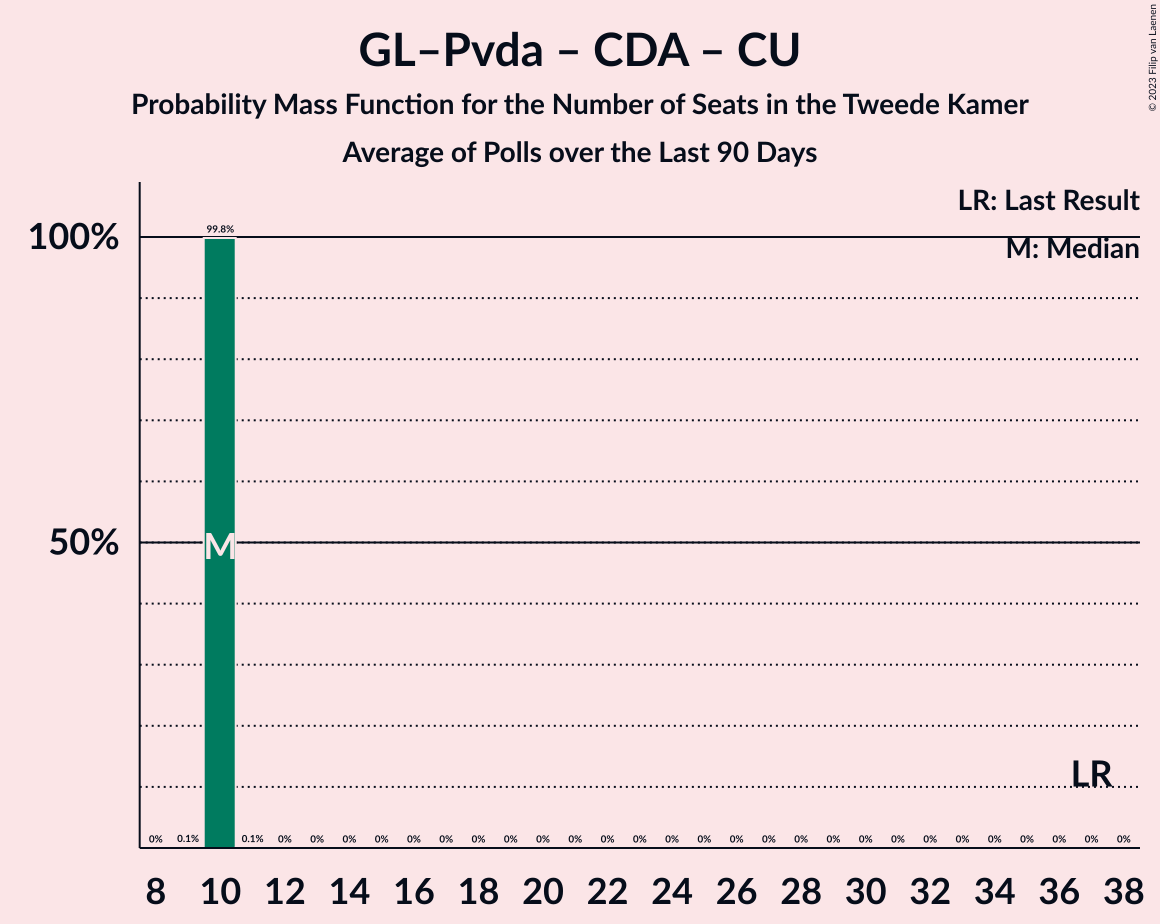 GL–Pvda – CDA – CU
Probability Mass Function for the Number of Seats in the Tweede Kamer
Average of Polls over the Last 90 Days
© 2023 Filip van Laenen
LR: Last Result
M: Median
100%
50%
99.8%
M
LR
0% 0.1% 0.1% 0% 0% 0% 0% 0% 0% 0% 0% 0% 0% 0% 0% 0% 0% 0% 0% 0% 0% 0% 0% 0% 0% 0% 0% 0% 0% 0%
8 10 12 14 16 18 20 22 24 26 28 30 32 34 36 38